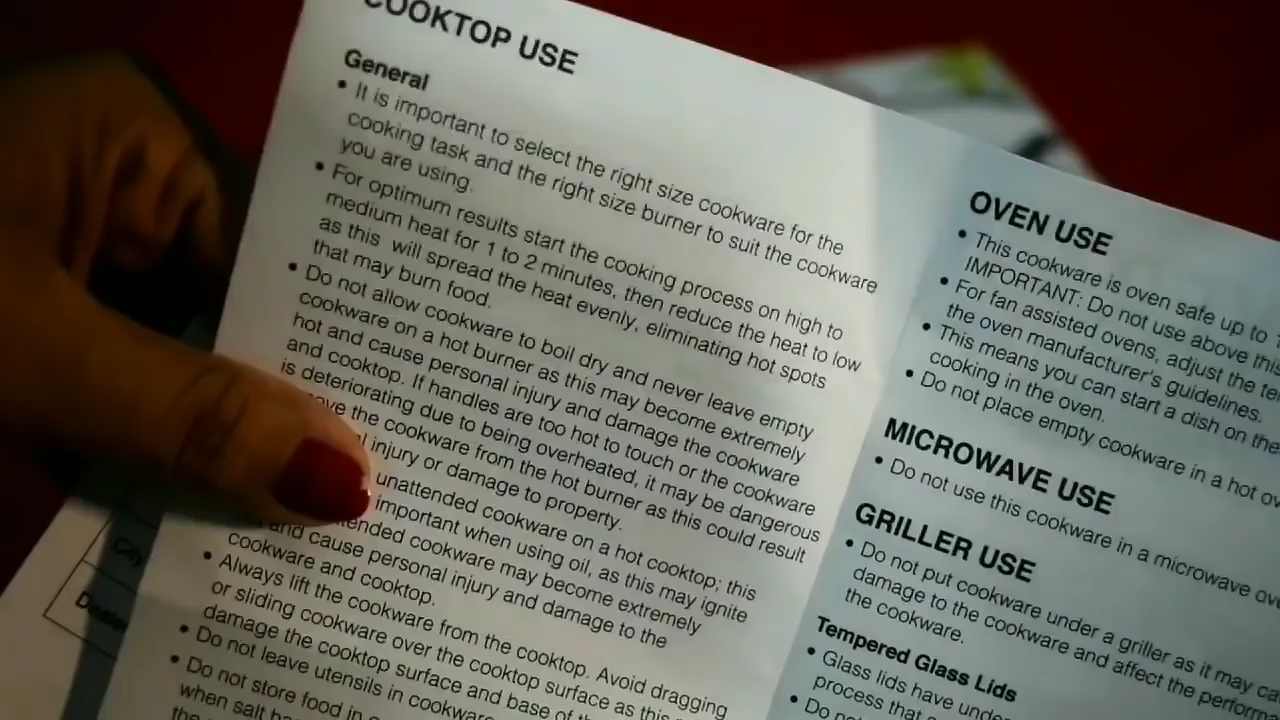 COOKTOP USE
General
• It is important to select the right size cookware for the
cooking task and the right size burner to suit the cookware
you are using.
• For optimum results start the cooking process on high to
medium heat for 1 to 2 minutes, then reduce the heat to low
as this will spread the heat evenly, eliminating hot spots
that may burn food.
• Do not allow cookware to boil dry and never leave empty
cookware on a hot burner as this may become extremely
hot and cause personal injury and damage the cookware
and cooktop. If handles are too hot to touch or the cookware
is deteriorating due to being overheated, it may be dangerous
the cookware from the hot burner as this could result
injury or damage to property.
unattended cookware on a hot cooktop; this
important when using oil, as this may ignite
cookware may become extremely
and cause personal injury and damage to the
cookware and cooktop.
• Always lift the cookware from the cooktop. Avoid dragging
or sliding cookware over the cooktop surface as this
damage the cooktop surface and base of the
• Do not leave utensils in
• Do not store food in
when salt
the
OVEN USE
• This cookware is oven safe up to
IMPORTANT: Do not use above this
• For fan assisted ovens, adjust the
the oven manufacturer's guidelines.
• This means you can start a dish on the
cooking in the oven.
• Do not place empty cookware in a hot
MICROWAVE USE
• Do not use this cookware in a microwave
GRILLER USE
• Do not put cookware under a griller as it may
damage to the cookware and affect the
the cookware.
Tempered Glass Lids
• Glass lids have
process that
• Do